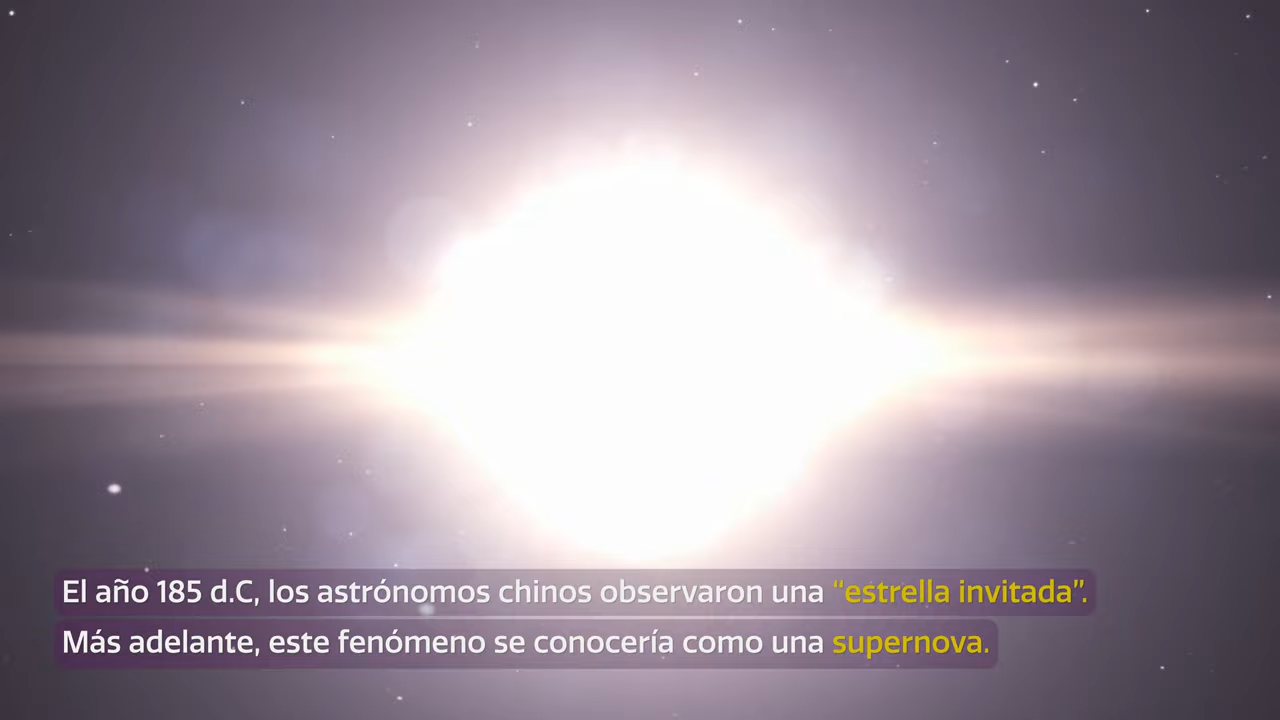 El año 185 d.C, los astrónomos chinos observaron una “estrella invitada”.
Más adelante, este fenómeno se conocería como una supernova.